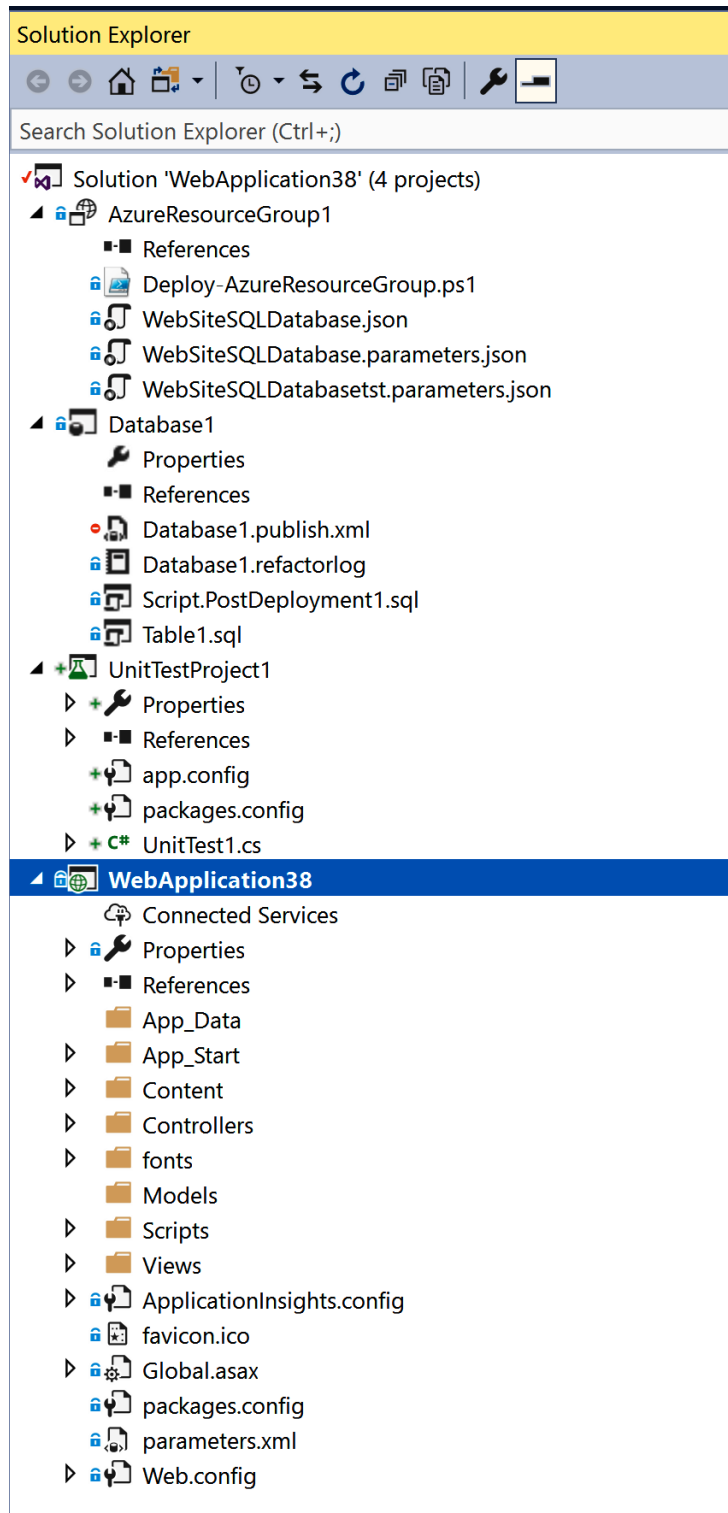 Solution Explorer
Search Solution Explorer (Ctrl+;)
Solution 'WebApplication38' (4 projects)
AzureResourceGroup1
References
Deploy-AzureResourceGroup.ps1
WebSiteSQLDatabase.json
WebSiteSQLDatabase.parameters.json
WebSiteSQLDatabasetst.parameters.json
Database1
Properties
References
Database1.publish.xml
Database1.refactorlog
Script.PostDeployment1.sql
Table1.sql
UnitTestProject1
Properties
References
app.config
packages.config
C# UnitTest1.cs
WebApplication38
Connected Services
Properties
References
App_Data
App_Start
Content
Controllers
fonts
Models
Scripts
Views
ApplicationInsights.config
favicon.ico
Global.asax
packages.config
parameters.xml
Web.config